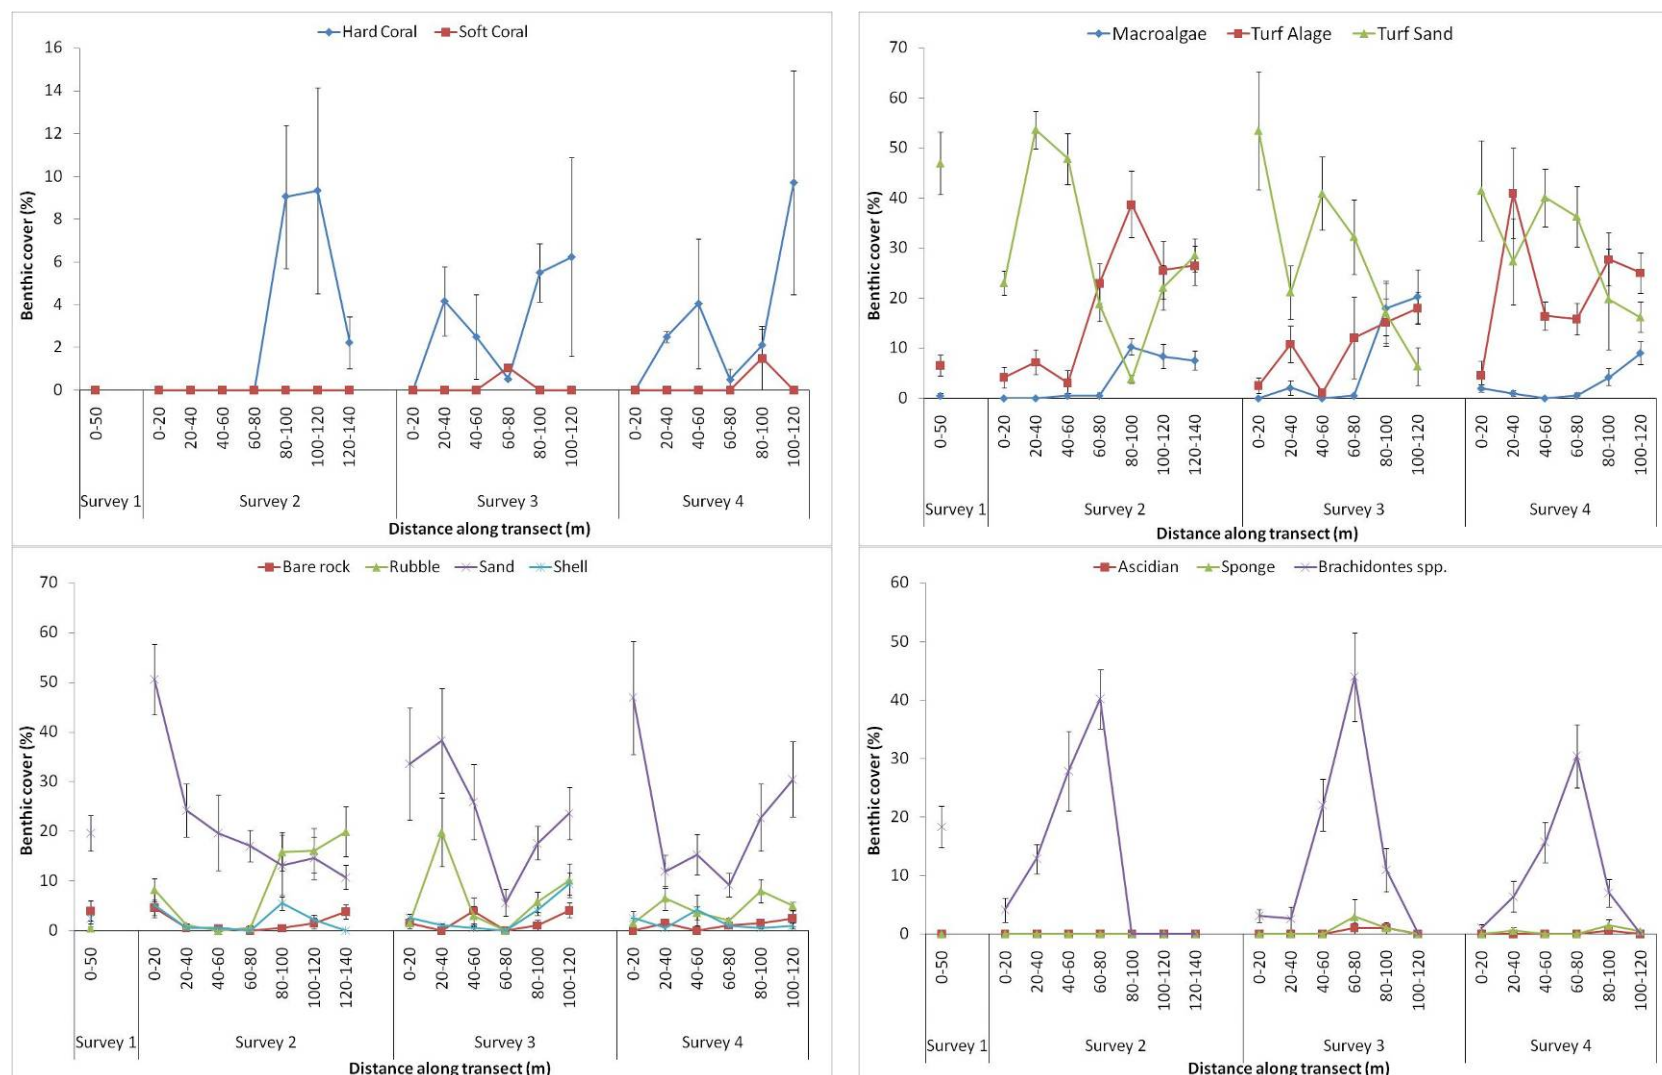 Hard Coral Soft Coral
16
14
12
10
8
6
4
2
0
Benthic cover (%)
0-50 0-20 20-40 40-60 60-80 80-100 100-120 120-140 0-20 20-40 40-60 60-80 80-100 100-120 0-20 20-40 40-60 60-80 80-100 100-120
Survey 1 Survey 2 Survey 3 Survey 4
Distance along transect (m)
Macroalgae Turf Alage Turf Sand
70
60
50
40
30
20
10
0
Benthic cover (%)
0-50 0-20 20-40 40-60 60-80 80-100 100-120 120-140 0-20 20-40 40-60 60-80 80-100 100-120 0-20 20-40 40-60 60-80 80-100 100-120
Survey 1 Survey 2 Survey 3 Survey 4
Distance along transect (m)
Bare rock Rubble Sand Shell
70
60
50
40
30
20
10
0
Benthic cover (%)
0-50 0-20 20-40 40-60 60-80 80-100 100-120 120-140 0-20 20-40 40-60 60-80 80-100 100-120 0-20 20-40 40-60 60-80 80-100 100-120
Survey 1 Survey 2 Survey 3 Survey 4
Distance along transect (m)
Ascidian Sponge Brachidontes spp.
60
50
40
30
20
10
0
Benthic cover (%)
0-50 0-20 20-40 40-60 60-80 80-100 100-120 120-140 0-20 20-40 40-60 60-80 80-100 100-120 0-20 20-40 40-60 60-80 80-100 100-120
Survey 1 Survey 2 Survey 3 Survey 4
Distance along transect (m)